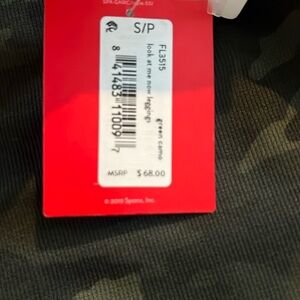 S/P
FL3515
look at me now leggings
green camo
8 41483 11009 7
MSRP $ 68.00
© 2017 Spanx, Inc.